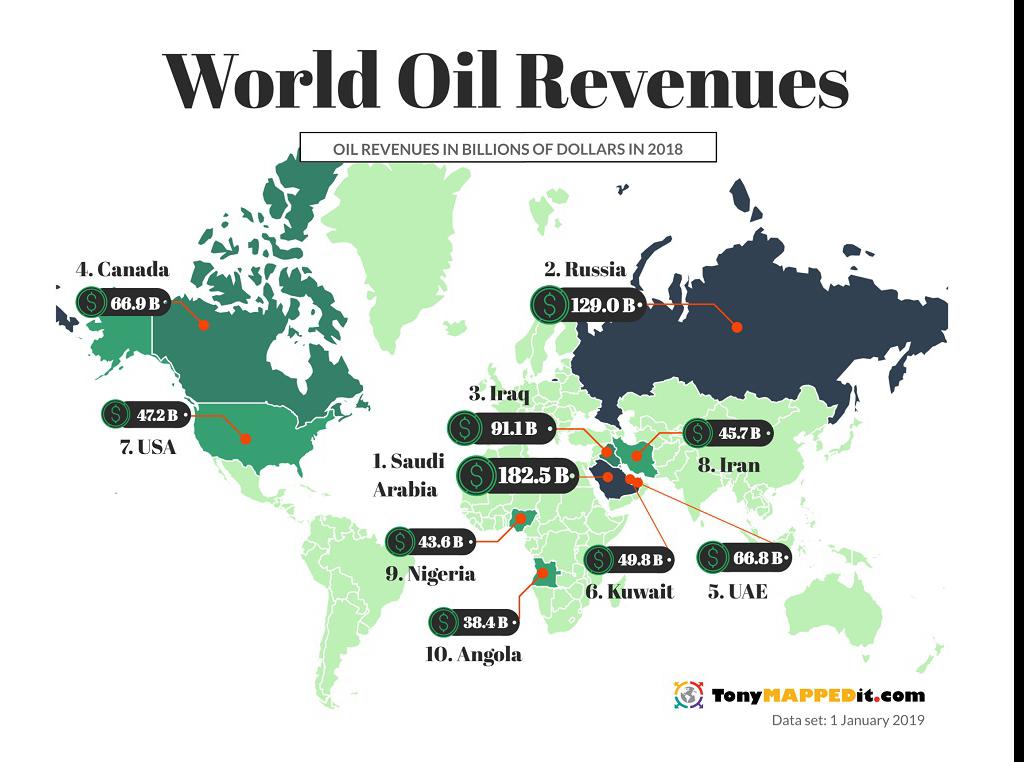 World Oil Revenues
OIL REVENUES IN BILLIONS OF DOLLARS IN 2018
4. Canada
$ 66.9 B
2. Russia
$ 129.0 B
3. Iraq
$ 91.1 B
$ 47.2 B
7. USA
$ 45.7 B
8. Iran
1. Saudi
Arabia
$ 182.5 B
$ 43.6 B
9. Nigeria
$ 49.8 B
6. Kuwait
$ 66.8 B
5. UAE
$ 38.4 B
10. Angola
TonyMAPPEDit.com
Data set: 1 January 2019